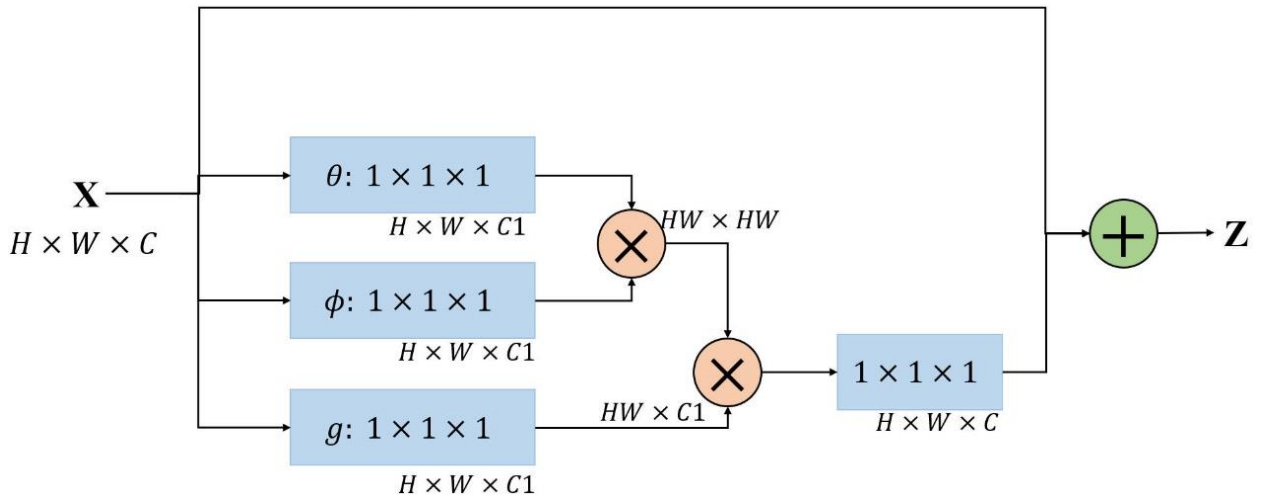 X
H × W × C
θ: 1 × 1 × 1
H × W × C1
ϕ: 1 × 1 × 1
H × W × C1
g: 1 × 1 × 1
H × W × C1
×
HW × HW
HW × C1
×
1 × 1 × 1
H × W × C
+
Z